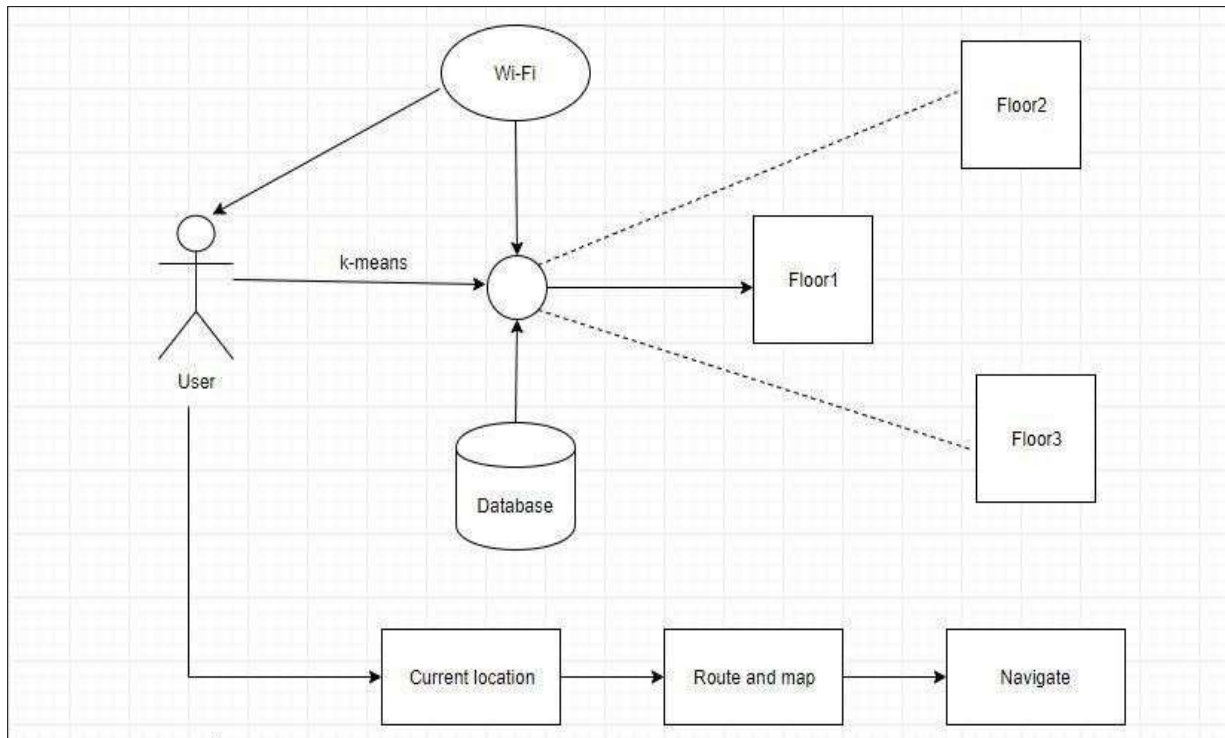 Wi-Fi
Floor2
k-means
Floor1
User
Floor3
Database
Current location
Route and map
Navigate